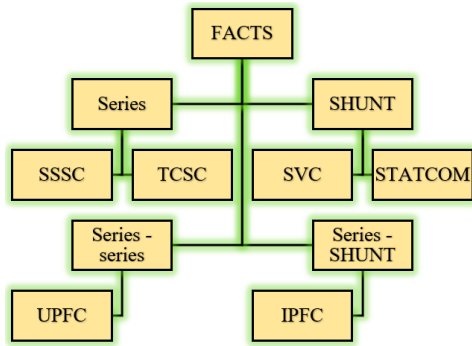 FACTS
Series
SHUNT
SSSC
TCSC
SVC
STATCOM
Series -
series
Series -
SHUNT
UPFC
IPFC